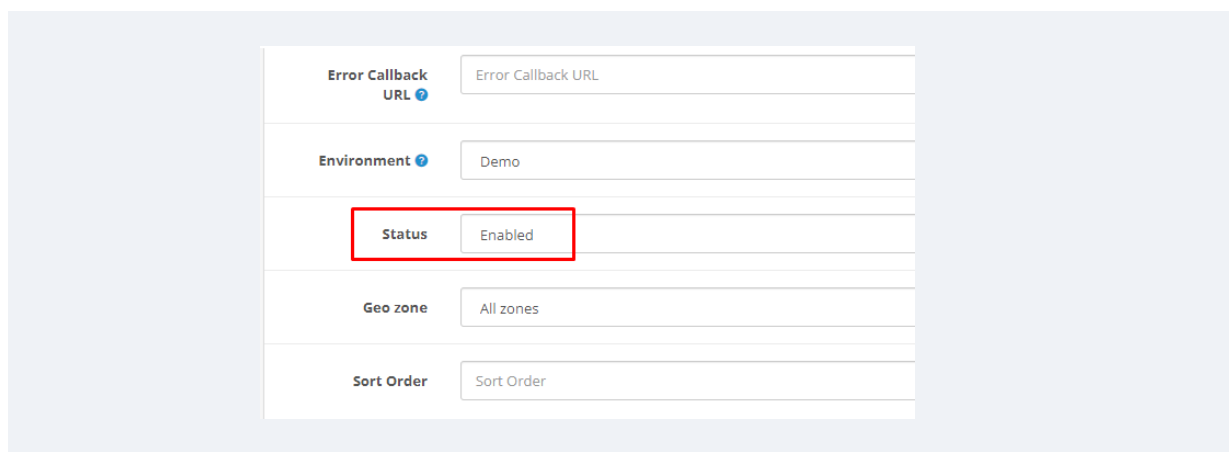 Error Callback
URL ?
Error Callback URL
Environment ?
Demo
Status
Enabled
Geo zone
All zones
Sort Order
Sort Order